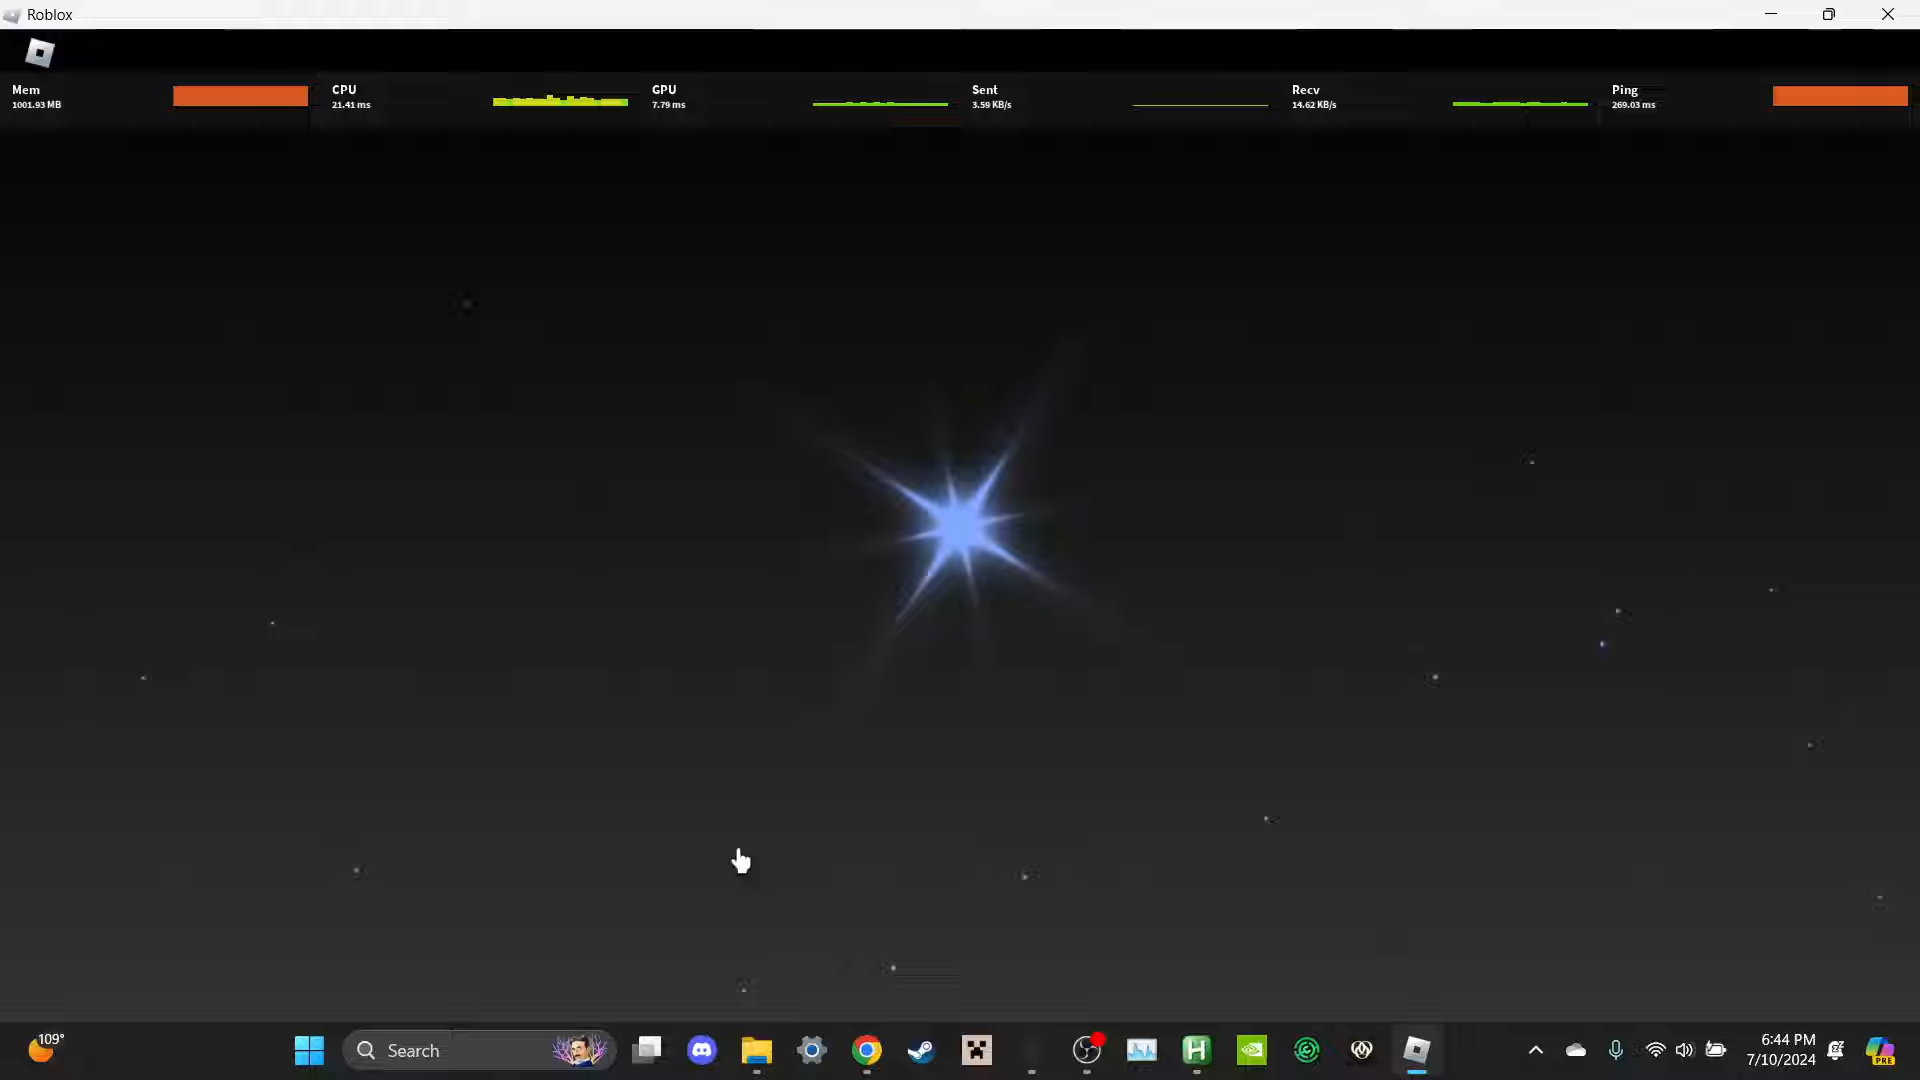 Roblox
Mem
1001.93 MB
CPU
21.41 ms
GPU
7.79 ms
Sent
3.59 KB/s
Recv
14.62 KB/s
Ping
269.03 ms
109°
Search
6:44 PM
7/10/2024
PRE